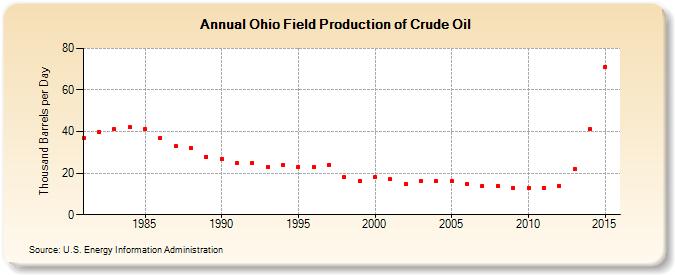 Annual Ohio Field Production of Crude Oil
Thousand Barrels per Day
80
60
40
20
0
1985 1990 1995 2000 2005 2010 2015
Source: U.S. Energy Information Administration